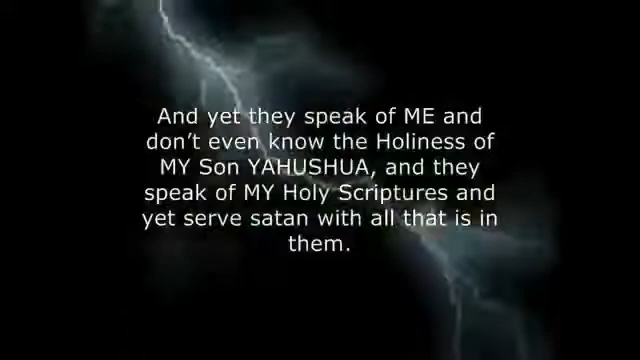 And yet they speak of ME and
don’t even know the Holiness of
MY Son YAHUSHUA, and they
speak of MY Holy Scriptures and
yet serve satan with all that is in
them.